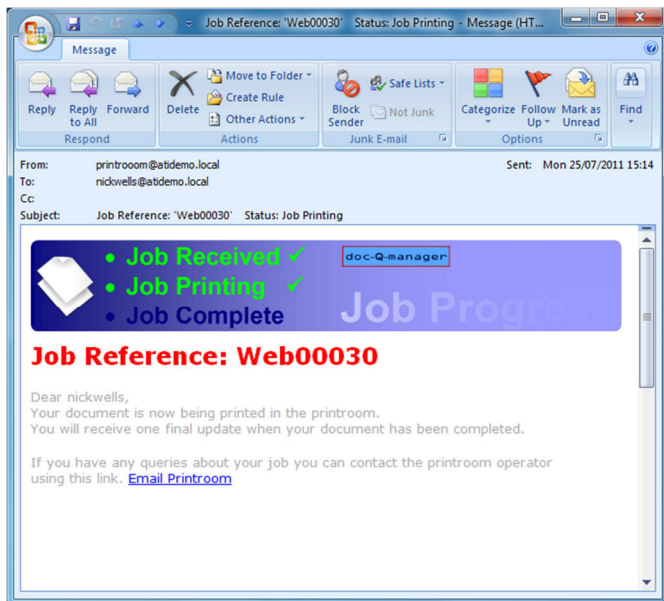 Job Reference: 'Web00030' Status: Job Printing - Message (HT...
Message
Reply
Reply to All
Forward
Respond
Delete
Move to Folder
Create Rule
Other Actions
Actions
Block Sender
Safe Lists
Not Junk
Junk E-mail
Categorize
Follow Up
Mark as Unread
Options
Find
From: printrooom@atidemo.local
Sent: Mon 25/07/2011 15:14
To: nickwells@atidemo.local
Cc:
Subject: Job Reference: 'Web00030' Status: Job Printing
• Job Received ✓
doc-Q-manager
• Job Printing ✓
• Job Complete
Job Progress
Job Reference: Web00030
Dear nickwells,
Your document is now being printed in the printroom.
You will receive one final update when your document has been completed.
If you have any queries about your job you can contact the printroom operator
using this link. Email Printroom